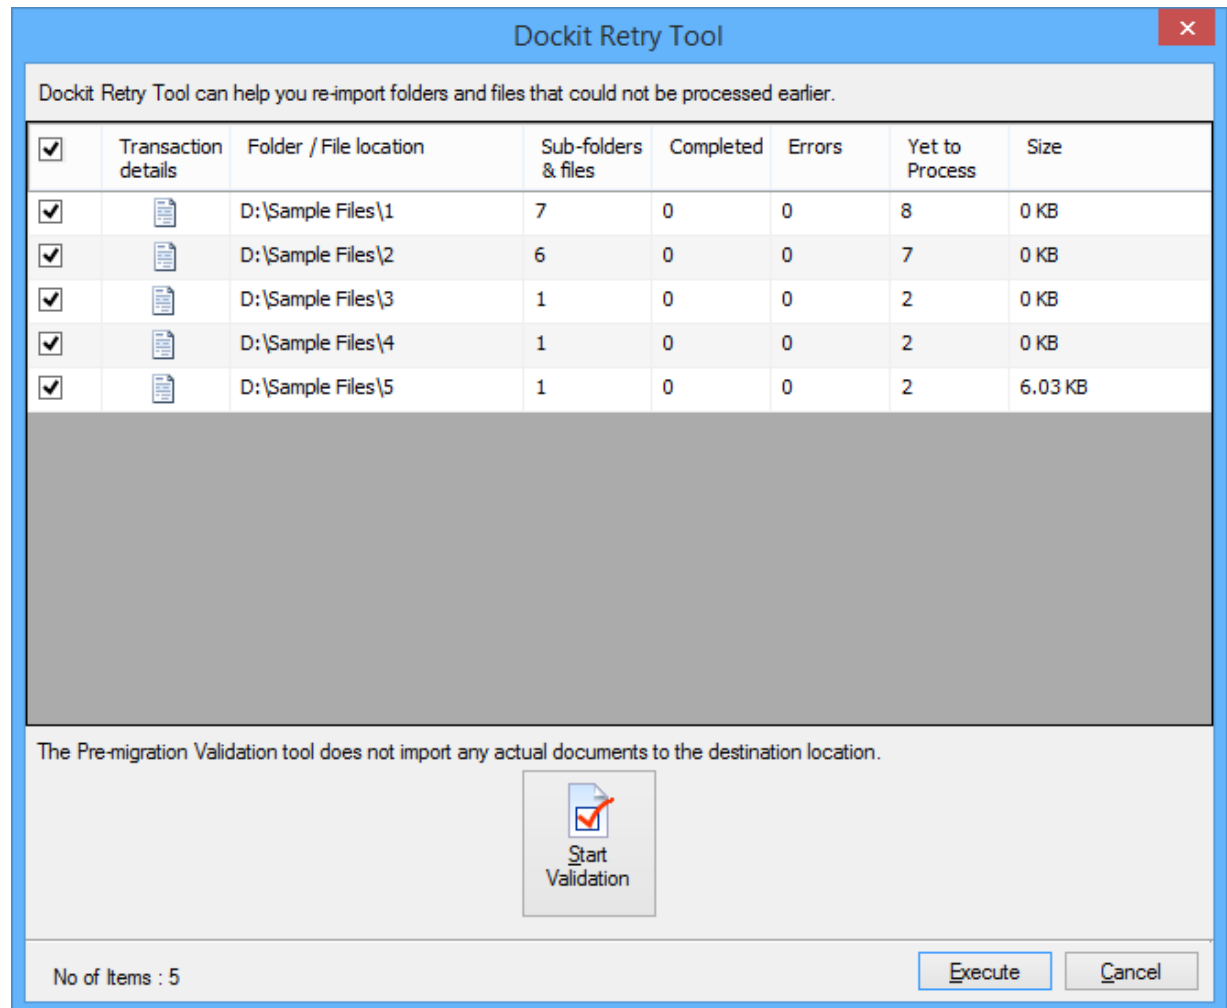 Dockit Retry Tool
Dockit Retry Tool can help you re-import folders and files that could not be processed earlier.
Transaction details Folder / File location Sub-folders & files Completed Errors Yet to Process Size
D:\Sample Files\1 7 0 0 8 0 KB
D:\Sample Files\2 6 0 0 7 0 KB
D:\Sample Files\3 1 0 0 2 0 KB
D:\Sample Files\4 1 0 0 2 0 KB
D:\Sample Files\5 1 0 0 2 6.03 KB
The Pre-migration Validation tool does not import any actual documents to the destination location.
Start
Validation
No of Items : 5 Execute Cancel